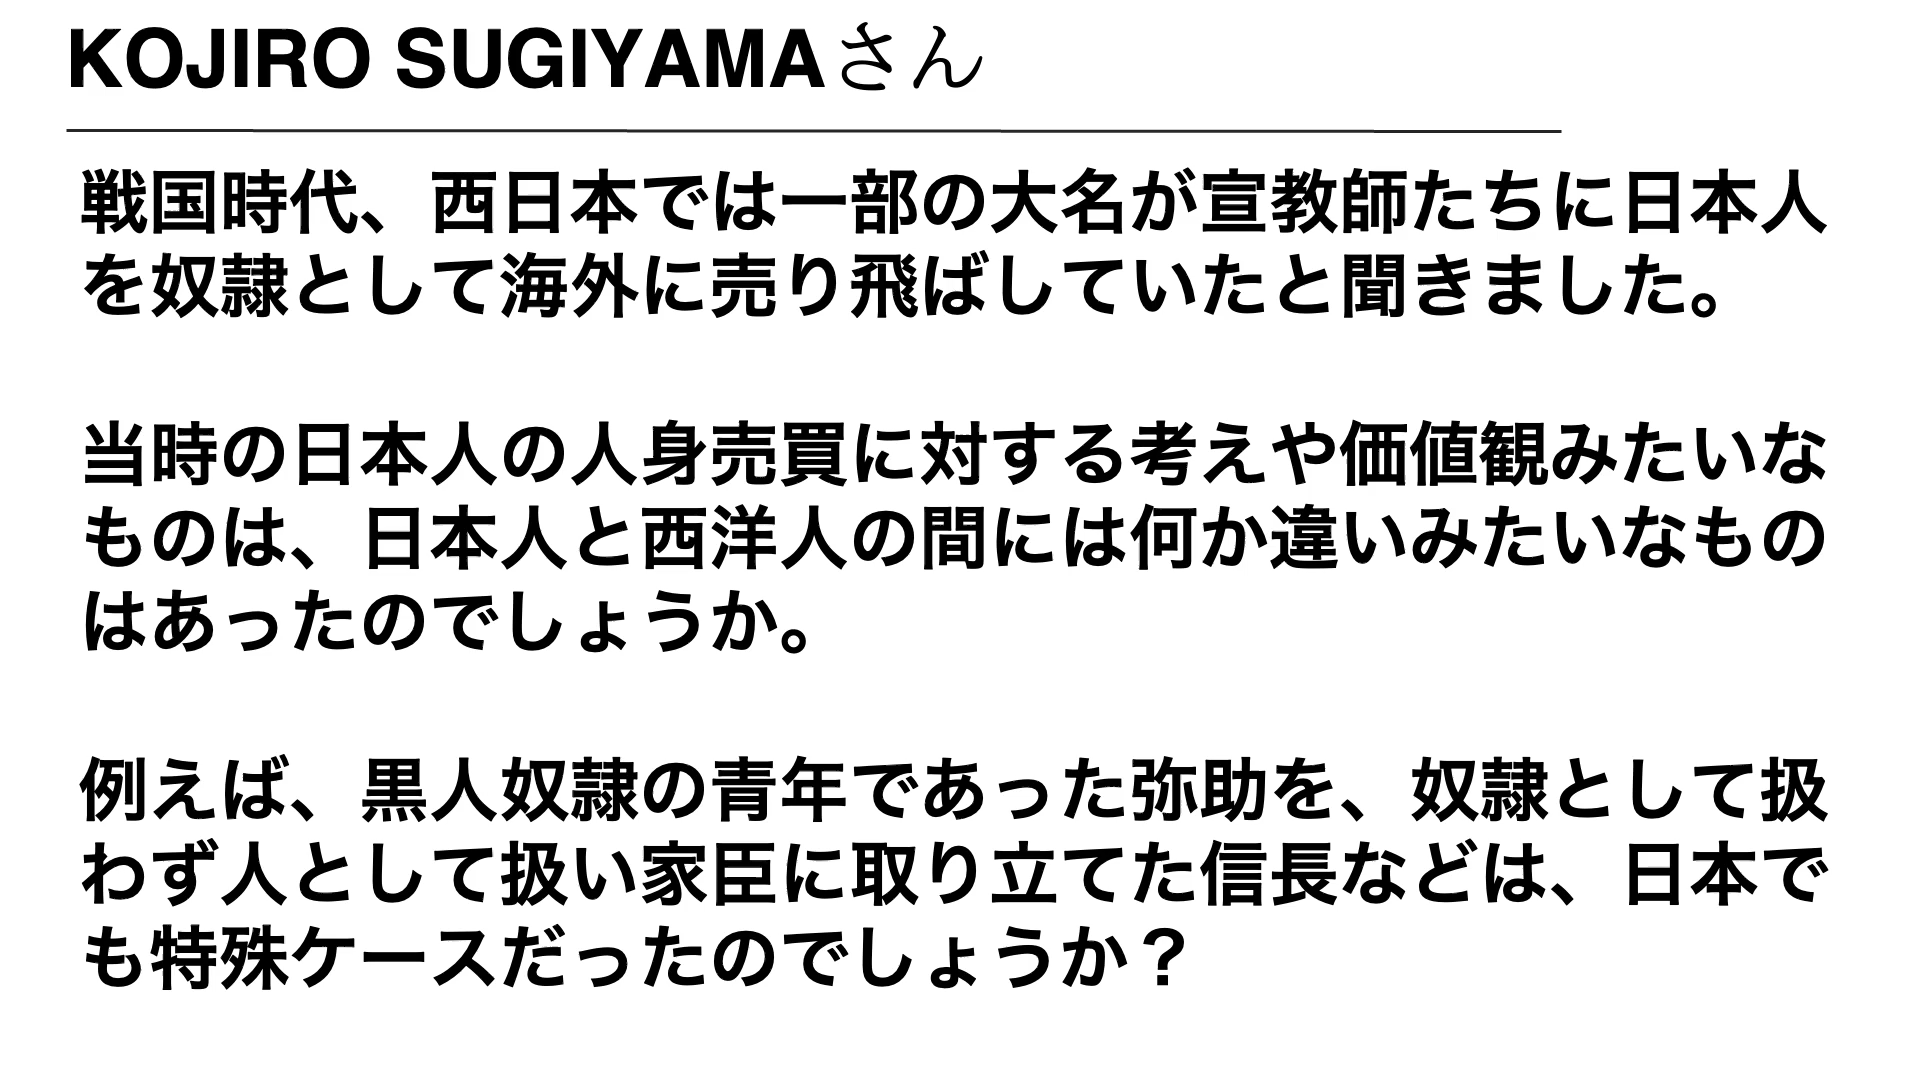 KOJIRO SUGIYAMAさん
戦国時代、西日本では一部の大名が宣教師たちに日本人
を奴隷として海外に売り飛ばしていたと聞きました。
当時の日本人の人身売買に対する考えや価値観みたいな
ものは、日本人と西洋人の間には何か違いみたいなもの
はあったのでしょうか。
例えば、黒人奴隷の青年であった弥助を、奴隷として扱
わず人として扱い家臣に取り立てた信長などは、日本で
も特殊ケースだったのでしょうか？